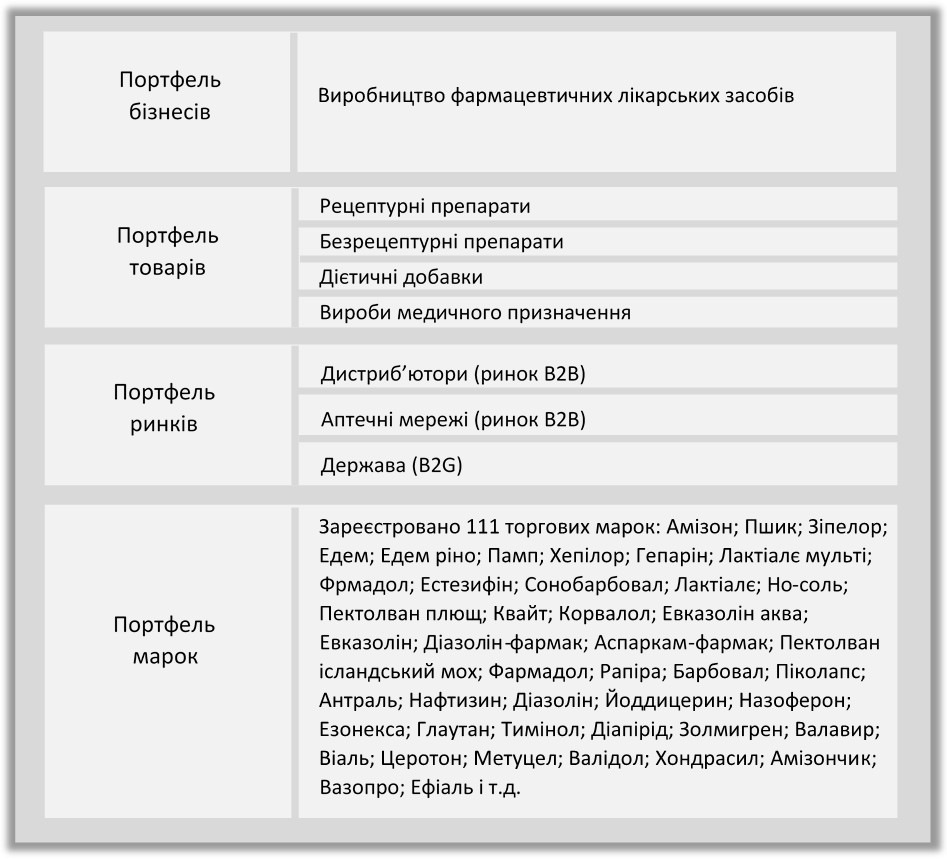 Портфель
бізнесів
Виробництво фармацевтичних лікарських засобів
Портфель
товарів
Рецептурні препарати
Безрецептурні препарати
Дієтичні добавки
Вироби медичного призначення
Портфель
ринків
Дистриб’ютори (ринок B2B)
Аптечні мережі (ринок B2B)
Держава (B2G)
Портфель
марок
Зареєстровано 111 торгових марок: Амізон; Пшик; Зіпелор;
Едем; Едем ріно; Памп; Хепілор; Гепарін; Лактіалє мульті;
Фрмадол; Естезифін; Сонобарбовал; Лактіалє; Но-соль;
Пектолван плющ; Квайт; Корвалол; Евказолін аква;
Евказолін; Діазолін-фармак; Аспаркам-фармак; Пектолван
ісландський мох; Фармадол; Рапіра; Барбовал; Піколапс;
Антраль; Нафтизин; Діазолін; Йоддицерин; Назоферон;
Езонекса; Глаутан; Тимінол; Діапірід; Золмигрен; Валавир;
Віаль; Церотон; Метуцел; Валідол; Хондрасил; Амізончик;
Вазопро; Ефіаль і т.д.